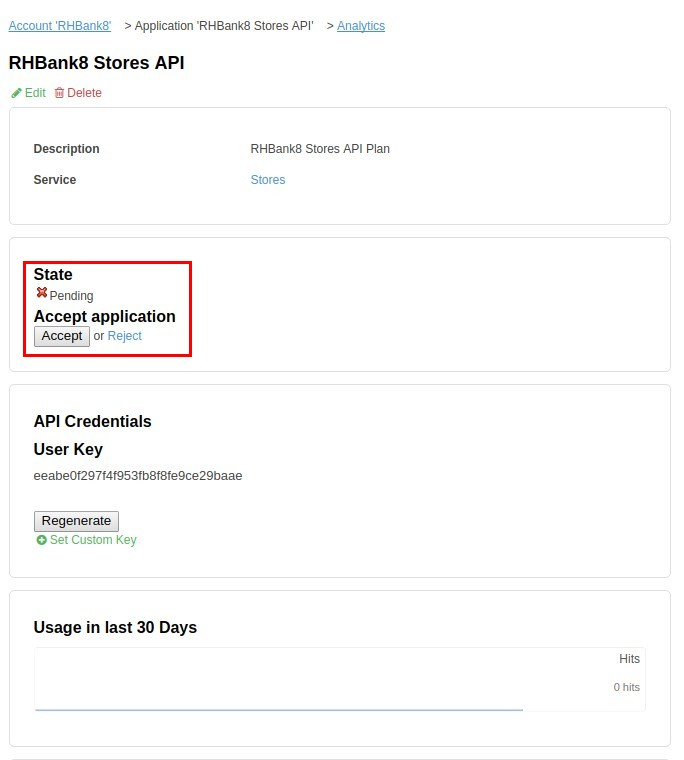 Account 'RHBank8' > Application 'RHBank8 Stores API' > Analytics
RHBank8 Stores API
Edit Delete
Description RHBank8 Stores API Plan
Service Stores
State
Pending
Accept application
Accept or Reject
API Credentials
User Key
eeabe0f297f4f953fb8f8fe9ce29baae
Regenerate
Set Custom Key
Usage in last 30 Days
Hits
0 hits